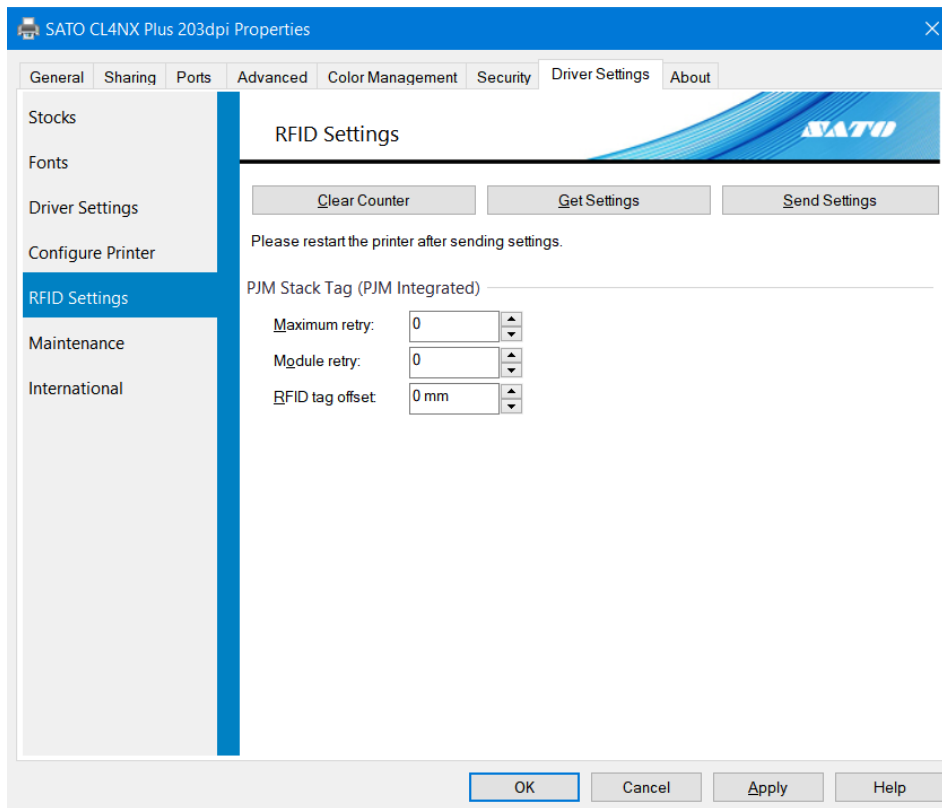 SATO CL4NX Plus 203dpi Properties
General Sharing Ports Advanced Color Management Security Driver Settings About
Stocks
Fonts
Driver Settings
Configure Printer
RFID Settings
Maintenance
International
RFID Settings
SATO
Clear Counter Get Settings Send Settings
Please restart the printer after sending settings.
PJM Stack Tag (PJM Integrated)
Maximum retry: 0
Module retry: 0
RFID tag offset: 0 mm
OK Cancel Apply Help